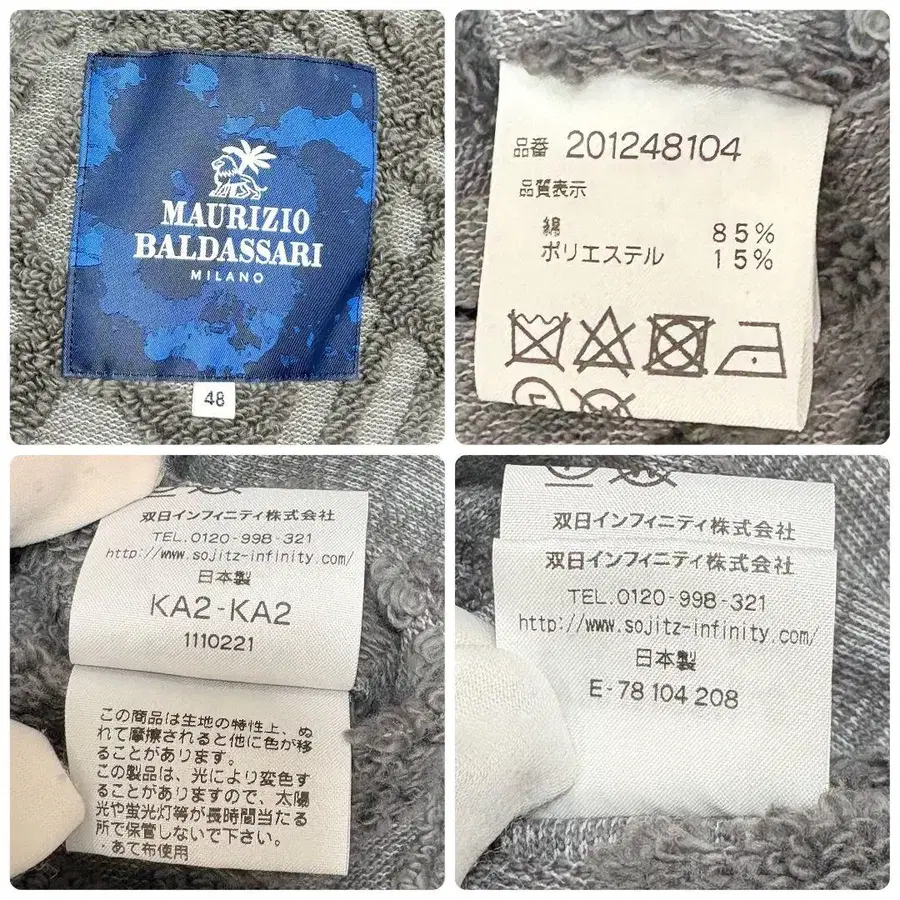 MAURIZIO
BALDASSARI
MILANO
48
品番 201248104
品質表示
綿 85%
ポリエステル 15%
双日インフィニティ株式会社
TEL.0120-998-321
http://www.sojitz-infinity.com/
日本製
KA2-KA2
1110221
この商品は生地の特性上、ぬ
れて摩擦されると他に色が移
ることがあります。
この製品は、光により変色す
ることがありますので、太陽
光や蛍光灯等が長時間当たる
所で保管しないで下さい。
・あて布使用
双日インフィニティ株式会社
双日インフィニティ株式会社
TEL.0120-998-321
http://www.sojitz-infinity.com/
日本製
E-78104208